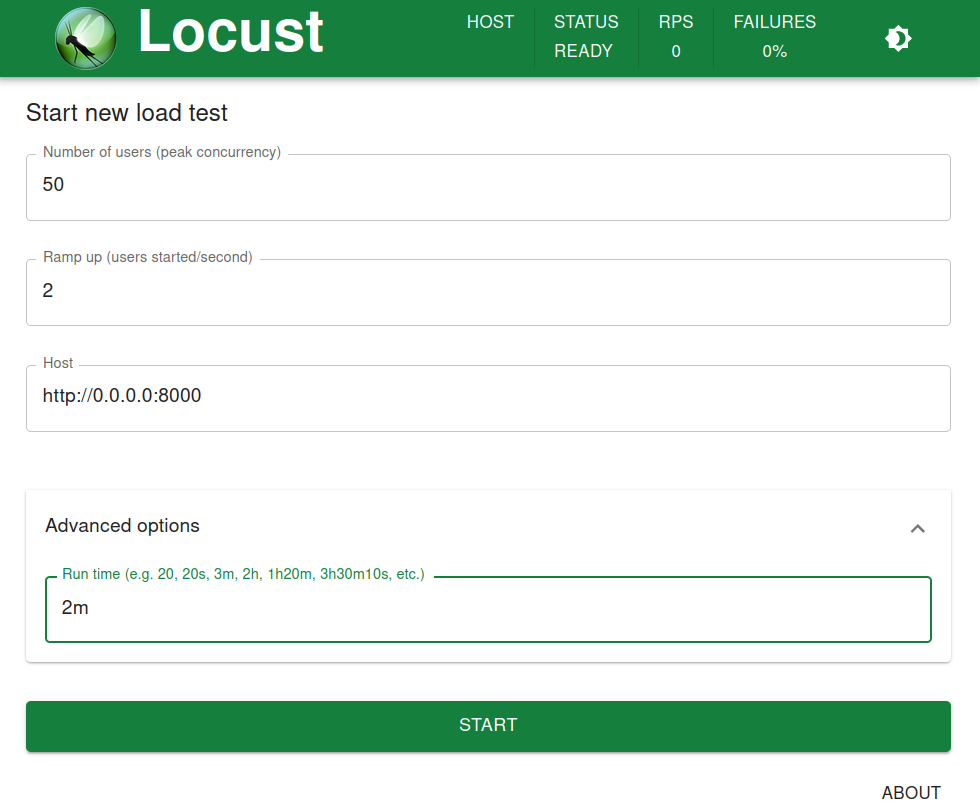 Locust
HOST
STATUS
READY
RPS
0
FAILURES
0%
Start new load test
Number of users (peak concurrency)
50
Ramp up (users started/second)
2
Host
http://0.0.0.0:8000
Advanced options
Run time (e.g. 20, 20s, 3m, 2h, 1h20m, 3h30m10s, etc.)
2m
START
ABOUT